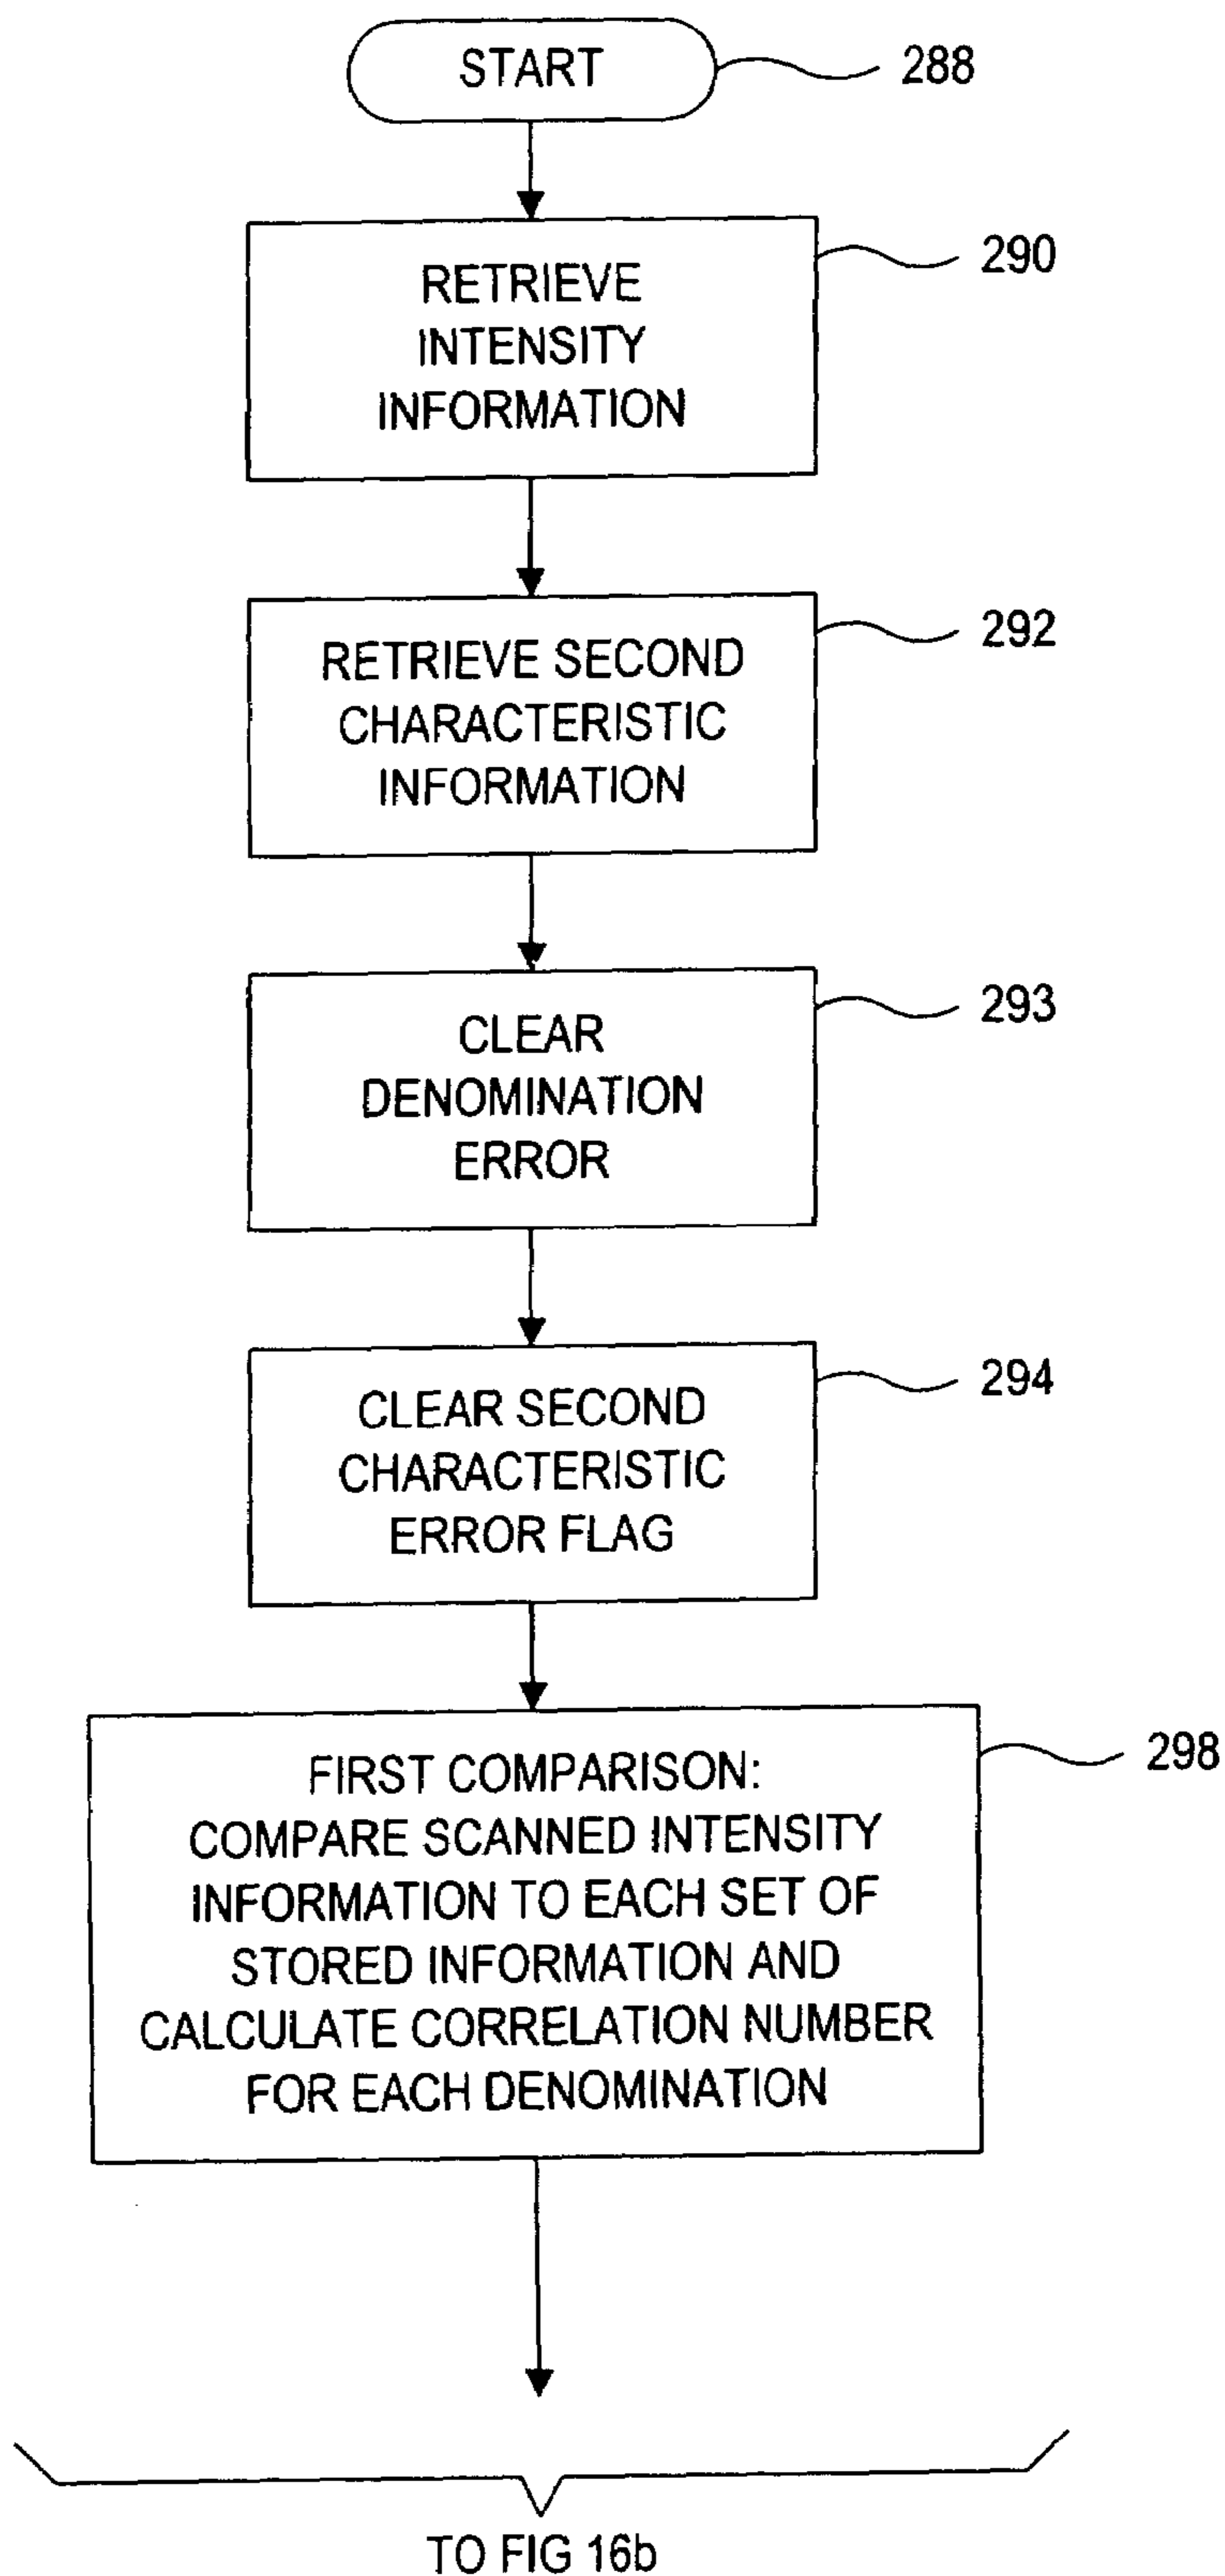 START
288
RETRIEVE
INTENSITY
INFORMATION
290
RETRIEVE SECOND
CHARACTERISTIC
INFORMATION
292
CLEAR
DENOMINATION
ERROR
293
CLEAR SECOND
CHARACTERISTIC
ERROR FLAG
294
FIRST COMPARISON:
COMPARE SCANNED INTENSITY
INFORMATION TO EACH SET OF
STORED INFORMATION AND
CALCULATE CORRELATION NUMBER
FOR EACH DENOMINATION
298
TO FIG 16b